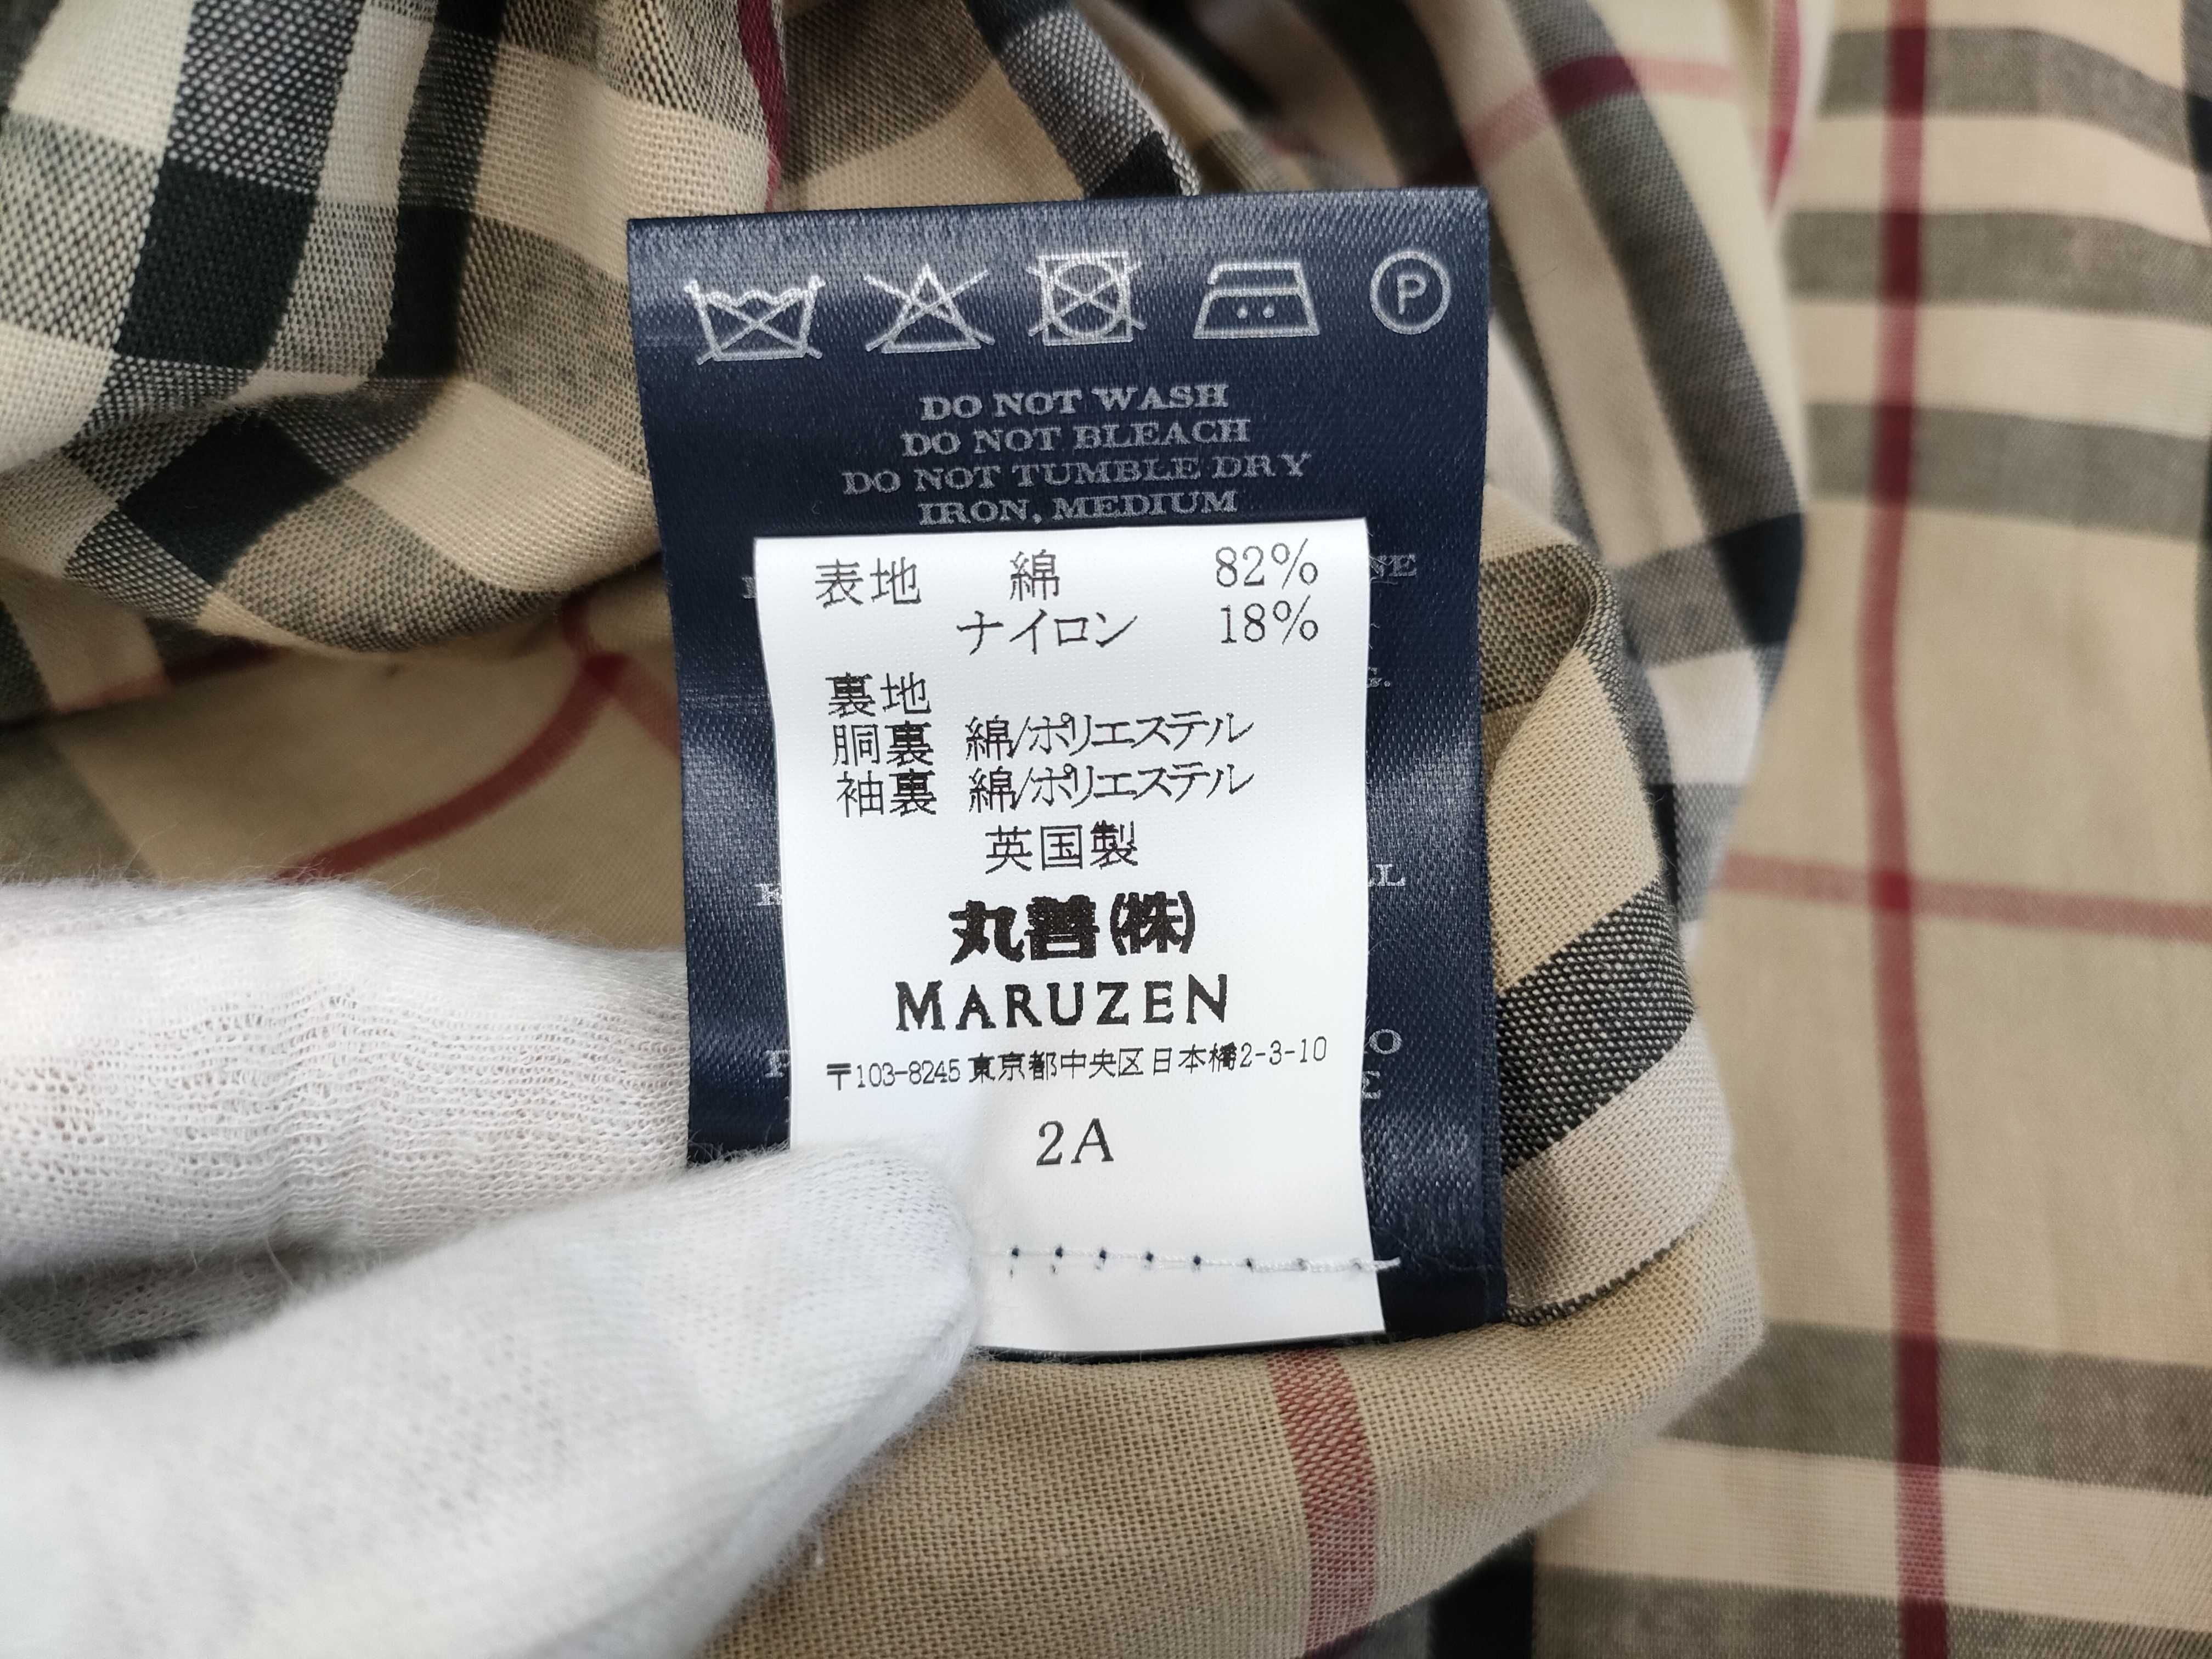 P
DO NOT WASH
DO NOT BLEACH
DO NOT TUMBLE DRY
IRON, MEDIUM
表地 綿 82%
ナイロン 18%
裏地
胴裏 綿/ポリエステル
袖裏 綿/ポリエステル
英国製
丸善(株)
MARUZEN
〒103-8245 東京都中央区日本橋2-3-10
2A